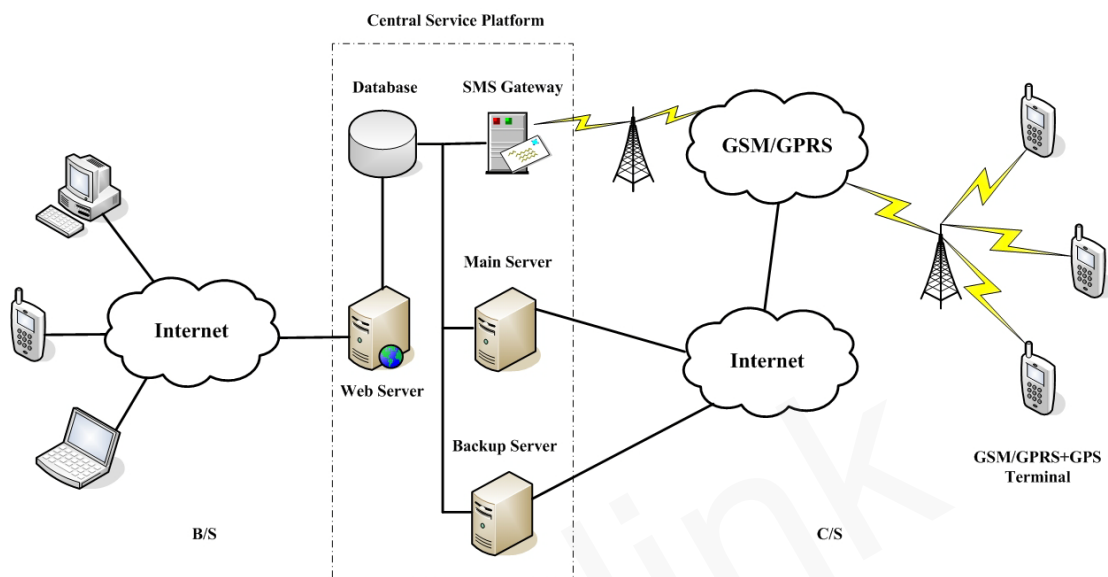 Central Service Platform
Database
SMS Gateway
GSM/GPRS
Main Server
Internet
Internet
Web Server
Backup Server
GSM/GPRS+GPS
Terminal
B/S
C/S
link